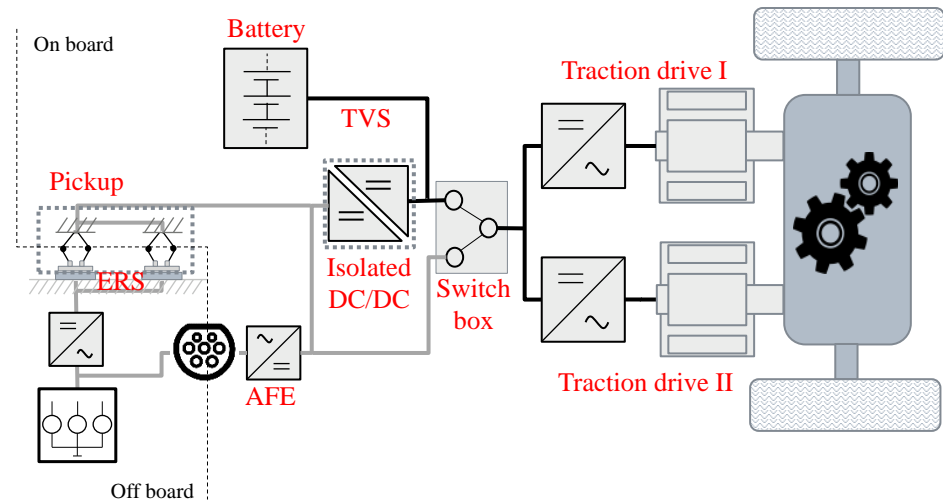 On board
Battery
Traction drive I
TVS
Pickup
Isolated
DC/DC
ERS
Switch
box
AFE
Traction drive II
Off board